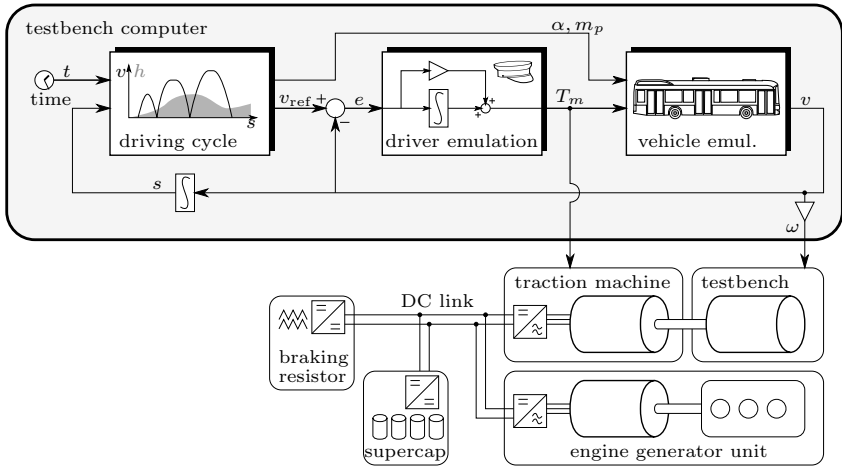 testbench computer
α, m_p
t
time
v
h
s
driving cycle
v_ref
+
−
e
+
+
driver emulation
T_m
vehicle emul.
v
s
ω
traction machine
testbench
DC link
braking
resistor
supercap
engine generator unit